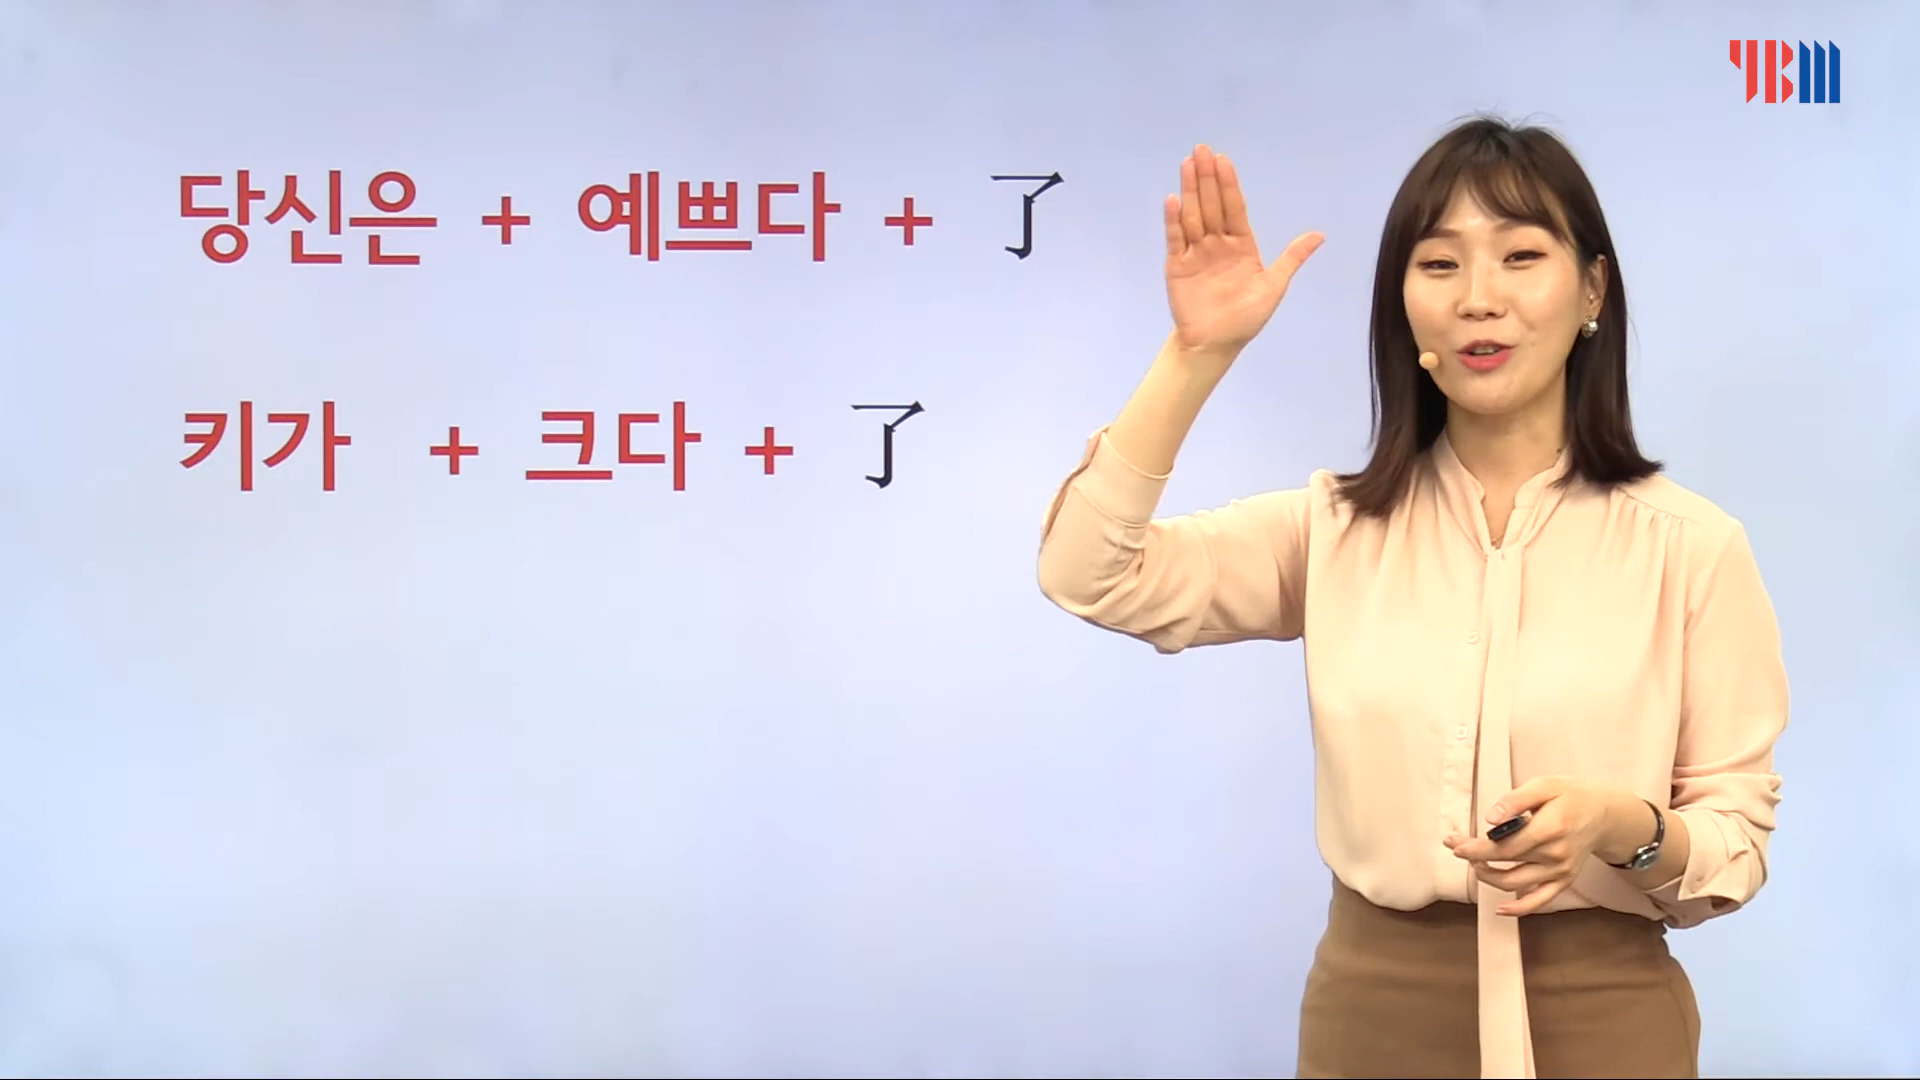 YBM
당신은 + 예쁘다 + 了
키가 + 크다 + 了